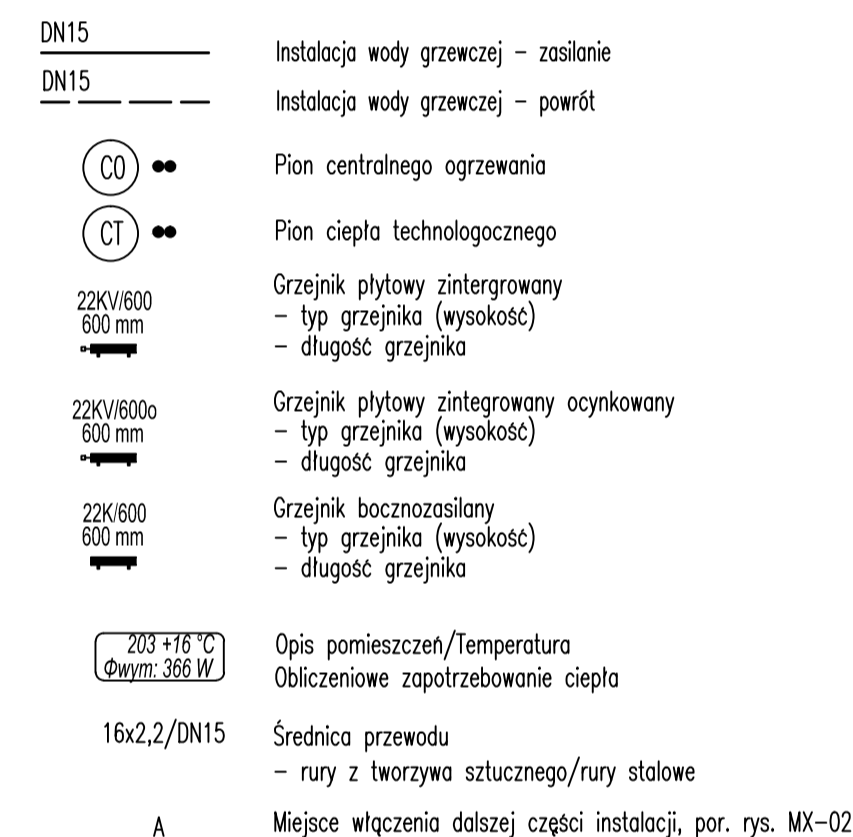 DN15
Instalacja wody grzewczej – zasilanie
DN15
Instalacja wody grzewczej – powrót
CO
Pion centralnego ogrzewania
CT
Pion ciepła technologocznego
22KV/600
600 mm
Grzejnik płytowy zintergrowany
– typ grzejnika (wysokość)
– długość grzejnika
22KV/600o
600 mm
Grzejnik płytowy zintegrowany ocynkowany
– typ grzejnika (wysokość)
– długość grzejnika
22K/600
600 mm
Grzejnik bocznozasilany
– typ grzejnika (wysokość)
– długość grzejnika
203 +16 °C
Φwym: 366 W
Opis pomieszczeń/Temperatura
Obliczeniowe zapotrzebowanie ciepła
16x2,2/DN15
Średnica przewodu
– rury z tworzywa sztucznego/rury stalowe
A
Miejsce włączenia dalszej części instalacji, por. rys. MX–02